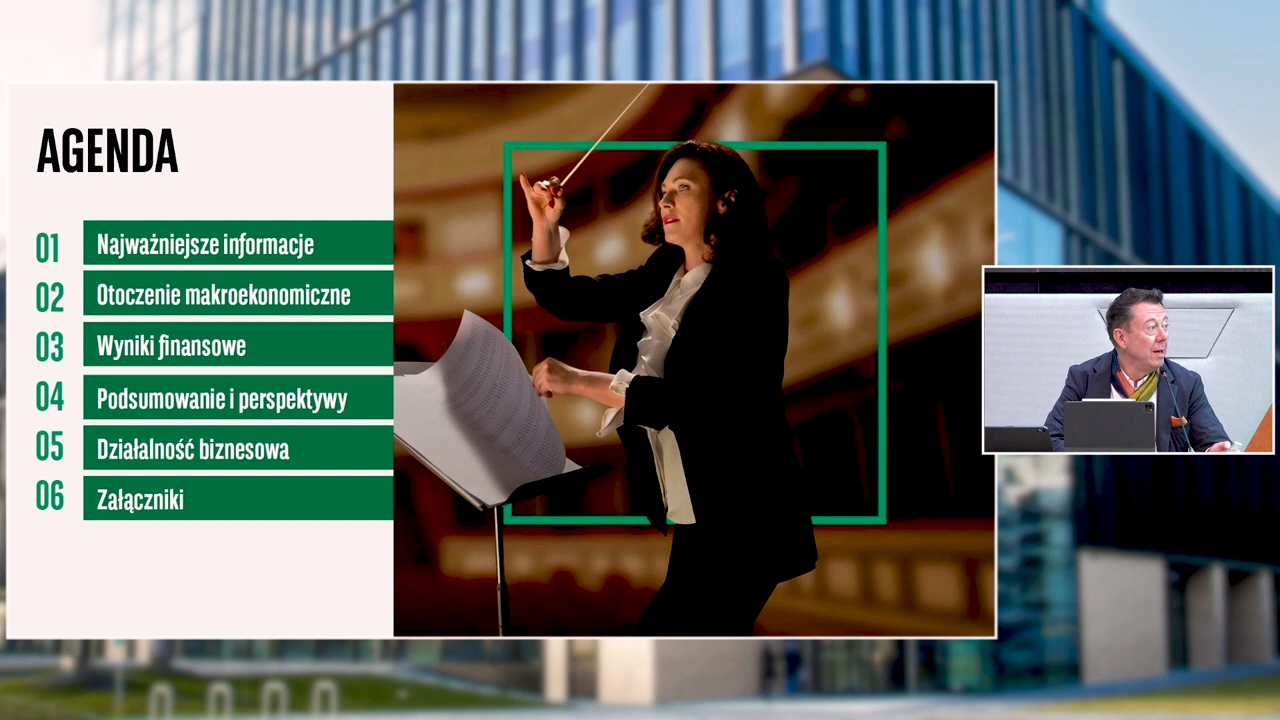 AGENDA
01 Najważniejsze informacje
02 Otoczenie makroekonomiczne
03 Wyniki finansowe
04 Podsumowanie i perspektywy
05 Działalność biznesowa
06 Załączniki